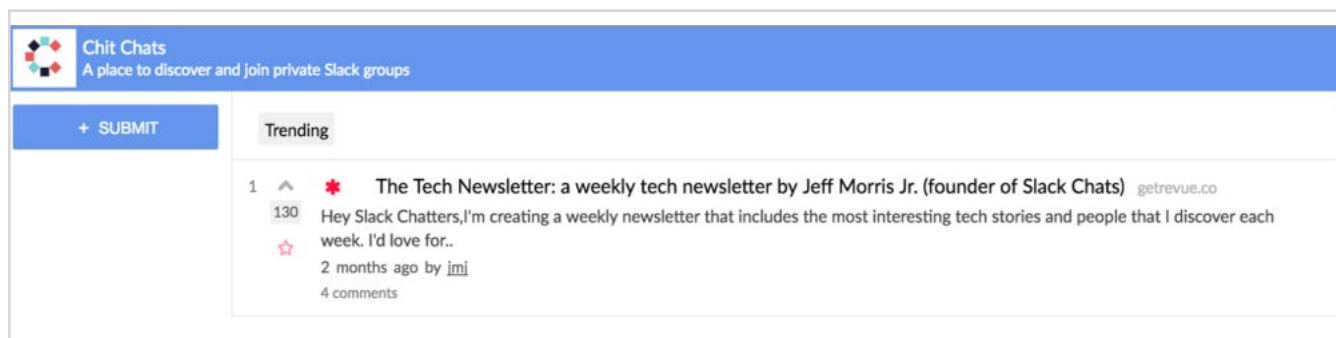 Chit Chats
A place to discover and join private Slack groups
+ SUBMIT
Trending
1
The Tech Newsletter: a weekly tech newsletter by Jeff Morris Jr. (founder of Slack Chats) getrevue.co
130
Hey Slack Chatters,I'm creating a weekly newsletter that includes the most interesting tech stories and people that I discover each
week. I'd love for..
2 months ago by jmj
4 comments